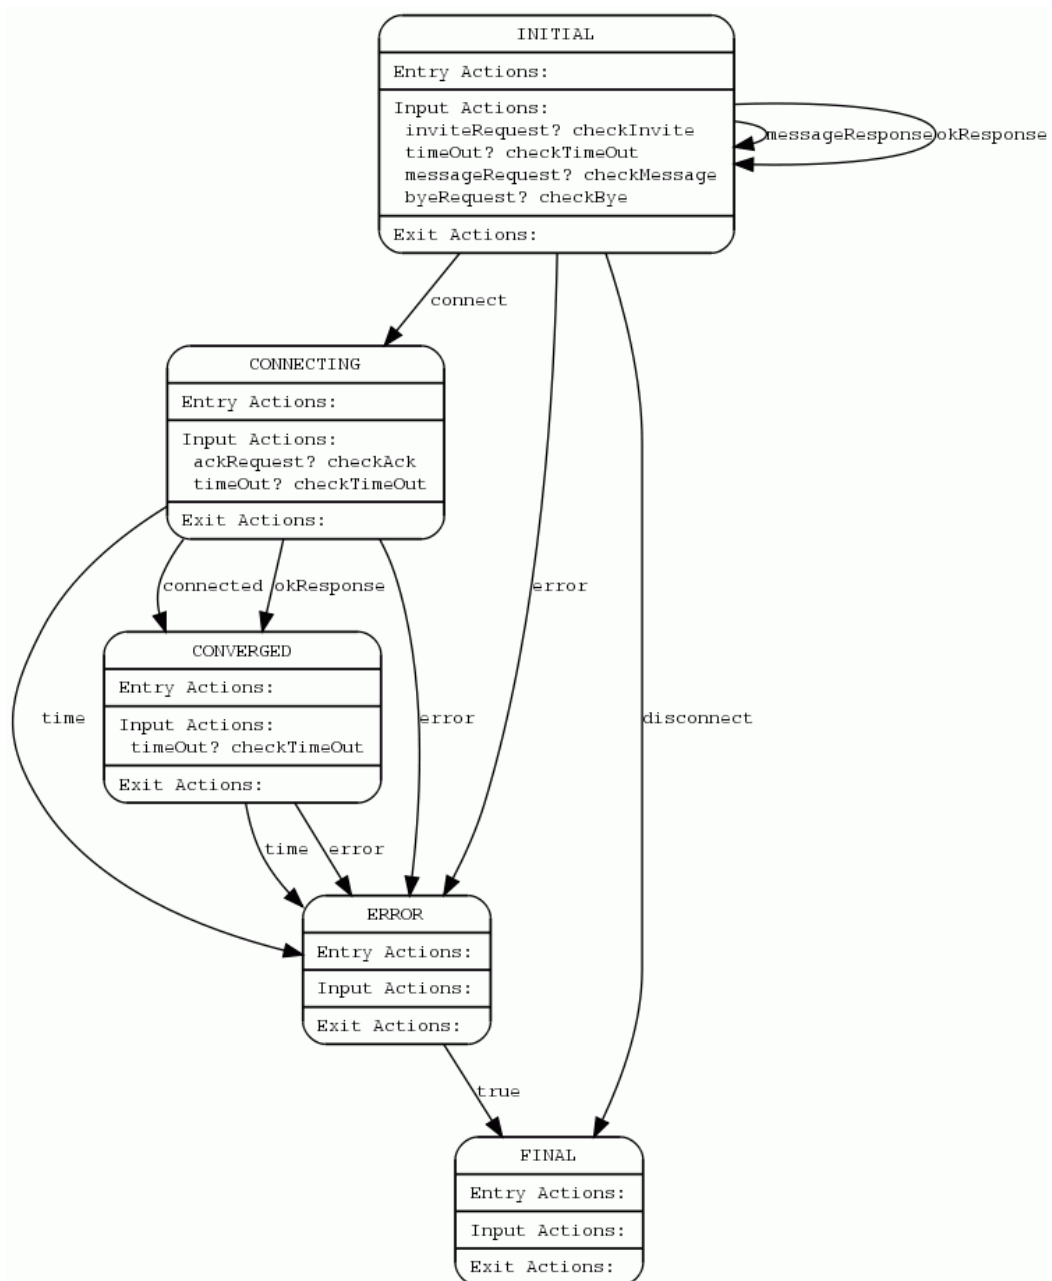 INITIAL
Entry Actions:
Input Actions:
inviteRequest? checkInvite
timeOut? checkTimeOut
messageRequest? checkMessage
byeRequest? checkBye
Exit Actions:
messageResponse
okResponse
connect
CONNECTING
Entry Actions:
Input Actions:
ackRequest? checkAck
timeOut? checkTimeOut
Exit Actions:
connected
okResponse
error
CONVERGED
Entry Actions:
Input Actions:
timeOut? checkTimeOut
Exit Actions:
time
error
disconnect
time
error
ERROR
Entry Actions:
Input Actions:
Exit Actions:
true
FINAL
Entry Actions:
Input Actions:
Exit Actions: